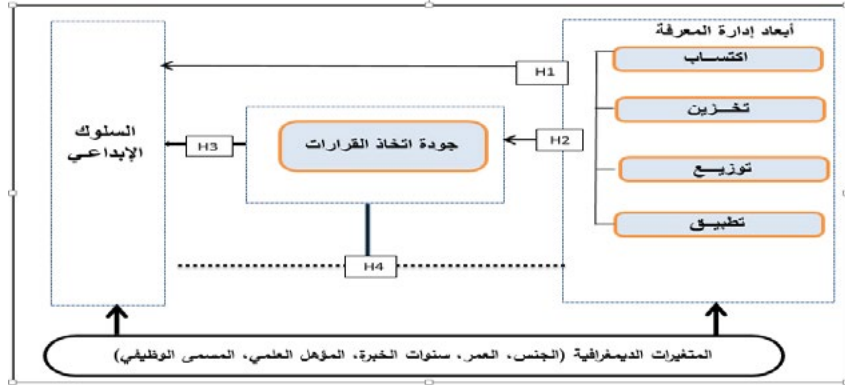 أبعاد إدارة المعرفة
اكتساب
تخزين
توزيع
تطبيق
H1
H2
جودة اتخاذ القرارات
H3
السلوك
الإبداعي
H4
المتغيرات الديمغرافية (الجنس، العمر، سنوات الخبرة، المؤهل العلمي، المسمى الوظيفي)